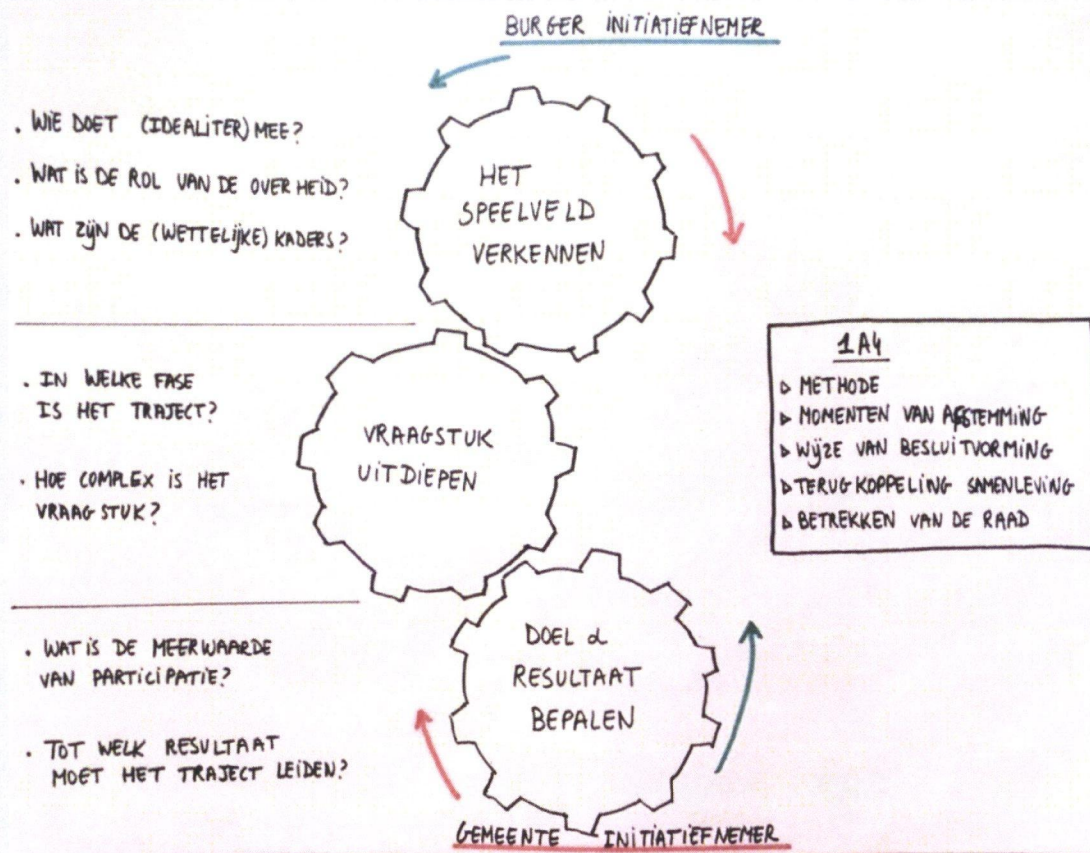 BURGER INITIATIEFNEMER
. WIE DOET (IDEALITER) MEE?
. WAT IS DE ROL VAN DE OVERHEID?
. WAT ZIJN DE (WETTELIJKE) KADERS?
HET
SPEELVELD
VERKENNEN
. IN WELKE FASE
IS HET TRAJECT?
. HOE COMPLEX IS HET
VRAAGSTUK?
VRAAGSTUK
UITDIEPEN
1A4
▷ METHODE
▷ MOMENTEN VAN AFSTEMMING
▷ WIJZE VAN BESLUITVORMING
▷ TERUGKOPPELING SAMENLEVING
▷ BETREKKEN VAN DE RAAD
. WAT IS DE MEERWAARDE
VAN PARTICIPATIE?
. TOT WELK RESULTAAT
MOET HET TRAJECT LEIDEN?
DOEL &
RESULTAAT
BEPALEN
GEMEENTE INITIATIEFNEMER